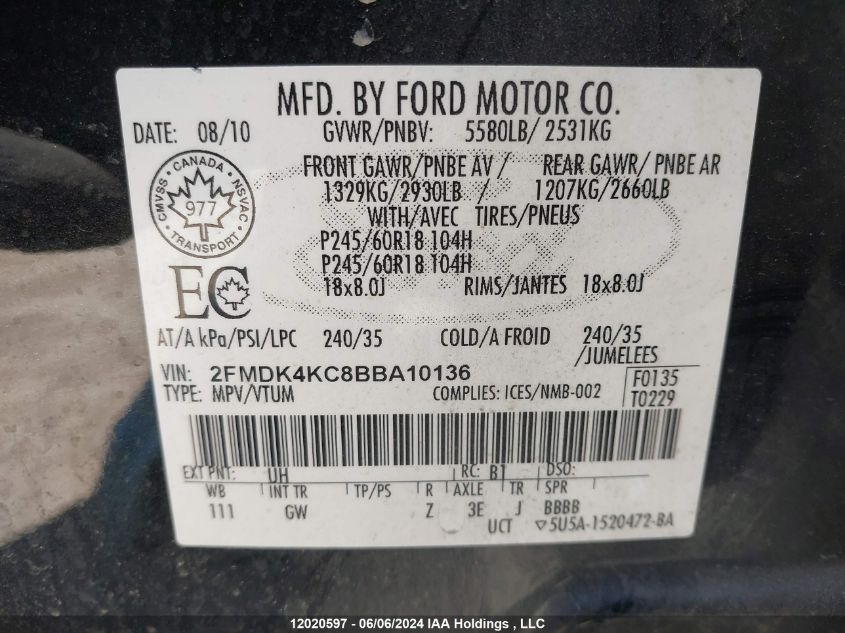 MFD. BY FORD MOTOR CO.
DATE: 08/10 GVWR/PNBV: 5580LB/ 2531KG
FRONT GAWR/PNBE AV / REAR GAWR/ PNBE AR
1329KG/2930LB / 1207KG/2660LB
WITH/AVEC TIRES/PNEUS
P245/60R18 104H
P245/60R18 104H
18x8.0J RIMS/JANTES 18x8.0J
CMVSS · CANADA · NSVAC
977
TRANSPORT
EC
AT/A kPa/PSI/LPC 240/35 COLD/A FROID 240/35
/JUMELEES
VIN: 2FMDK4KC8BBA10136 F0135
TYPE: MPV/VTUM COMPLIES: ICES/NMB-002 T0229
EXT PNT: UH RC: B1 DSO:
WB INT TR TP/PS R AXLE TR SPR
111 GW Z 3E J BBBB
UCT ▽5U5A-1520472-BA
12020597 - 06/06/2024 IAA Holdings, LLC